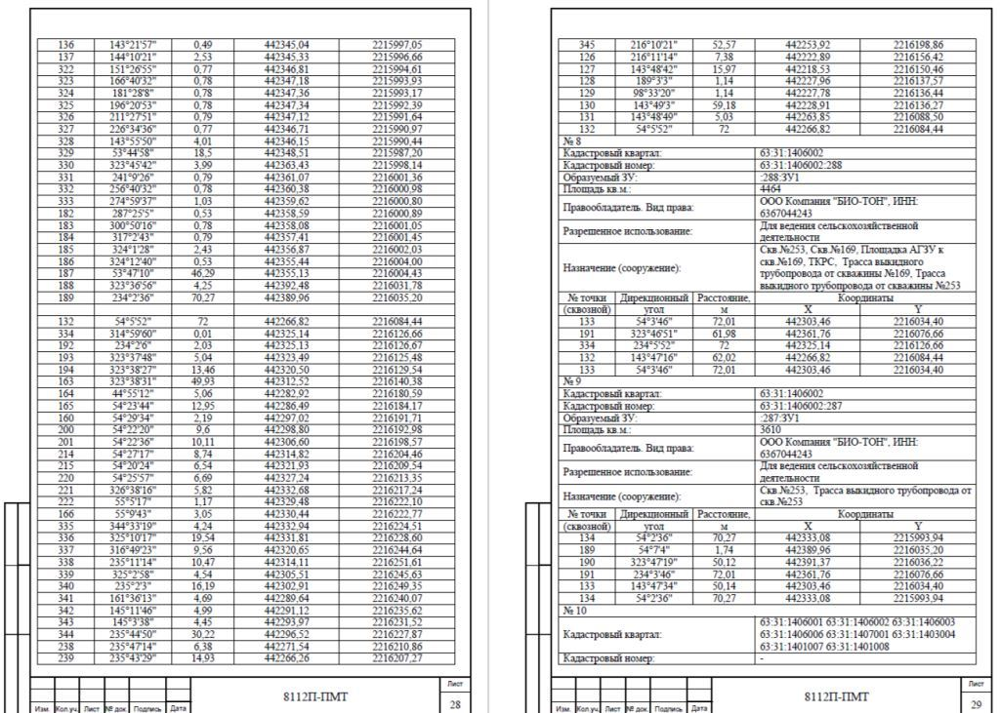 136 143°21'57" 0,49 442345,04 2215997,05
137 144°10'21" 2,53 442345,33 2215996,66
322 151°26'55" 0,77 442346,81 2215994,61
323 166°40'32" 0,78 442347,18 2215993,93
324 181°28'8" 0,78 442347,36 2215993,17
325 196°20'53" 0,78 442347,34 2215992,39
326 211°27'51" 0,79 442347,12 2215991,64
327 226°34'36" 0,77 442346,71 2215990,97
328 143°55'50" 4,01 442346,15 2215990,44
329 53°44'58" 18,5 442348,51 2215987,20
330 323°45'42" 3,99 442363,43 2215998,14
331 241°9'26" 0,79 442361,07 2216001,36
332 256°40'32" 0,78 442360,38 2216000,98
333 274°59'37" 1,03 442359,62 2216000,80
182 287°25'5" 0,53 442358,59 2216000,89
183 300°50'16" 0,78 442358,08 2216001,05
184 317°2'43" 0,79 442357,41 2216001,45
185 324°1'28" 2,43 442356,87 2216002,03
186 324°12'40" 0,53 442355,44 2216004,00
187 53°47'10" 46,29 442355,13 2216004,43
188 323°36'56" 4,25 442392,48 2216031,78
189 234°2'36" 70,27 442389,96 2216035,20
132 54°5'52" 72 442266,82 2216084,44
334 314°59'60" 0,01 442325,14 2216126,66
192 234°2'6" 2,03 442325,13 2216126,67
193 323°37'48" 5,04 442323,49 2216125,48
194 323°38'27" 13,46 442320,50 2216129,54
163 323°38'31" 49,93 442312,52 2216140,38
164 44°55'12" 5,06 442282,92 2216180,59
165 54°23'44" 12,95 442286,49 2216184,17
160 54°29'34" 2,19 442297,02 2216191,71
200 54°22'20" 9,6 442298,80 2216192,98
201 54°22'36" 10,11 442306,60 2216198,57
214 54°27'17" 8,74 442314,82 2216204,46
215 54°20'24" 6,54 442321,93 2216209,54
220 54°25'57" 6,69 442327,24 2216213,35
221 326°38'16" 5,82 442332,68 2216217,24
222 55°5'17" 1,17 442329,48 2216222,10
166 55°9'43" 3,05 442330,44 2216222,77
335 344°33'19" 4,24 442332,94 2216224,51
336 325°10'17" 19,54 442331,81 2216228,60
337 316°49'23" 9,56 442320,65 2216244,64
338 235°11'14" 10,47 442314,11 2216251,61
339 325°2'58" 4,54 442305,51 2216245,63
340 235°2'3" 16,19 442302,91 2216249,35
341 161°36'13" 4,69 442289,64 2216240,07
342 145°11'46" 4,99 442291,12 2216235,62
343 145°3'38" 4,45 442293,97 2216231,52
344 235°44'50" 30,22 442296,52 2216227,87
238 235°47'14" 6,38 442271,54 2216210,86
239 235°43'29" 14,93 442266,26 2216207,27
8112П-ПМТ
Лист
28
Изм. Кол.уч. Лист № док. Подпись Дата
345 216°10'21" 52,57 442253,92 2216198,86
126 216°11'14" 7,38 442222,89 2216156,42
127 143°48'42" 15,97 442218,53 2216150,46
128 189°3'3" 1,14 442227,96 2216137,57
129 98°33'20" 1,14 442227,78 2216136,44
130 143°49'3" 59,18 442228,91 2216136,27
131 143°48'49" 5,03 442263,85 2216088,50
132 54°5'52" 72 442266,82 2216084,44
№ 8
Кадастровый квартал: 63:31:1406002
Кадастровый номер: 63:31:1406002:288
Образуемый ЗУ: :288:ЗУ1
Площадь кв.м.: 4464
Правообладатель. Вид права: ООО Компания "БИО-ТОН", ИНН:
6367044243
Разрешенное использование: Для ведения сельскохозяйственной
деятельности
Назначение (сооружение): Скв.№253, Скв.№169, Площадка АГЗУ к
скв.№169, ТКРС, Трасса выкидного
трубопровода от скважины №169, Трасса
выкидного трубопровода от скважины №253
№ точки Дирекционный Расстояние, Координаты
(сквозной) угол м X Y
133 54°3'46" 72,01 442303,46 2216034,40
191 323°46'51" 61,98 442361,76 2216076,66
334 234°5'52" 72 442325,14 2216126,66
132 143°47'16" 62,02 442266,82 2216084,44
133 54°3'46" 72,01 442303,46 2216034,40
№ 9
Кадастровый квартал: 63:31:1406002
Кадастровый номер: 63:31:1406002:287
Образуемый ЗУ: :287:ЗУ1
Площадь кв.м.: 3610
Правообладатель. Вид права: ООО Компания "БИО-ТОН", ИНН:
6367044243
Разрешенное использование: Для ведения сельскохозяйственной
деятельности
Назначение (сооружение): Скв.№253, Трасса выкидного трубопровода от
скв.№253
№ точки Дирекционный Расстояние, Координаты
(сквозной) угол м X Y
134 54°2'36" 70,27 442333,08 2215993,94
189 54°7'4" 1,74 442389,96 2216035,20
190 323°47'19" 50,12 442391,37 2216036,22
191 234°3'46" 72,01 442361,76 2216076,66
133 143°47'34" 50,14 442303,46 2216034,40
134 54°2'36" 70,27 442333,08 2215993,94
№ 10
Кадастровый квартал: 63:31:1406001 63:31:1406002 63:31:1406003
63:31:1406006 63:31:1407001 63:31:1403004
63:31:1401007 63:31:1401008
Кадастровый номер: -
8112П-ПМТ
Лист
29
Изм. Кол.уч. Лист № док. Подпись Дата